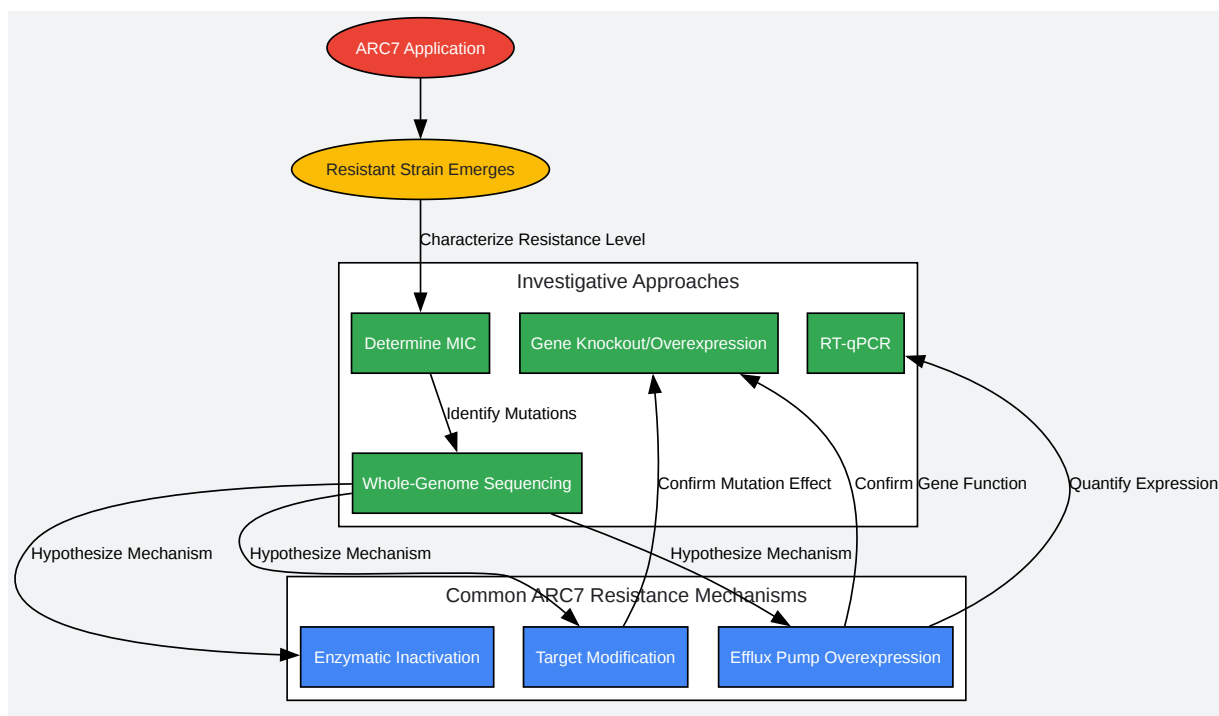 ARC7 Application
Resistant Strain Emerges
Characterize Resistance Level
Investigative Approaches
Determine MIC
Gene Knockout/Overexpression
RT-qPCR
Identify Mutations
Whole-Genome Sequencing
Confirm Mutation Effect
Confirm Gene Function
Quantify Expression
Hypothesize Mechanism
Hypothesize Mechanism
Hypothesize Mechanism
Common ARC7 Resistance Mechanisms
Enzymatic Inactivation
Target Modification
Efflux Pump Overexpression